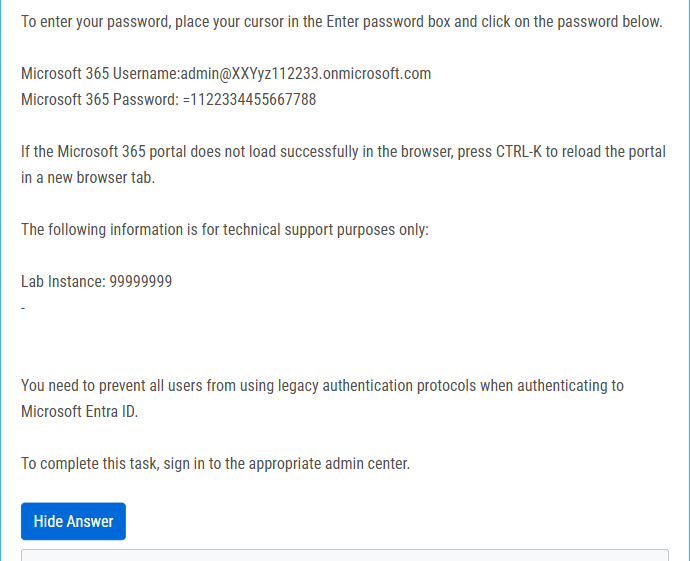 To enter your password, place your cursor in the Enter password box and click on the password below.
Microsoft 365 Username:admin@XXYyz112233.onmicrosoft.com
Microsoft 365 Password: =1122334455667788
If the Microsoft 365 portal does not load successfully in the browser, press CTRL-K to reload the portal
in a new browser tab.
The following information is for technical support purposes only:
Lab Instance: 99999999
-
You need to prevent all users from using legacy authentication protocols when authenticating to
Microsoft Entra ID.
To complete this task, sign in to the appropriate admin center.
Hide Answer